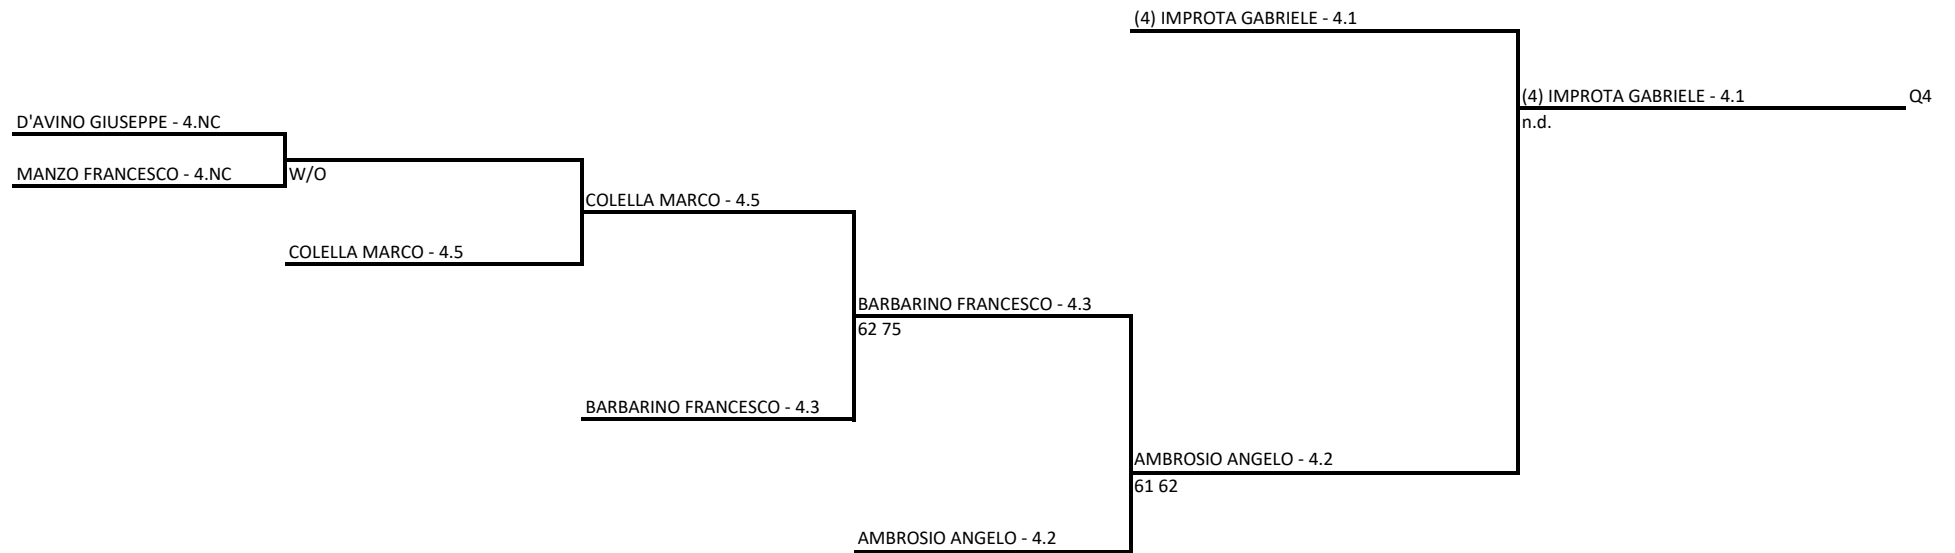 (4) IMPROTA GABRIELE - 4.1
(4) IMPROTA GABRIELE - 4.1
Q4
n.d.
D'AVINO GIUSEPPE - 4.NC
MANZO FRANCESCO - 4.NC
W/O
COLELLA MARCO - 4.5
COLELLA MARCO - 4.5
BARBARINO FRANCESCO - 4.3
62 75
BARBARINO FRANCESCO - 4.3
AMBROSIO ANGELO - 4.2
61 62
AMBROSIO ANGELO - 4.2